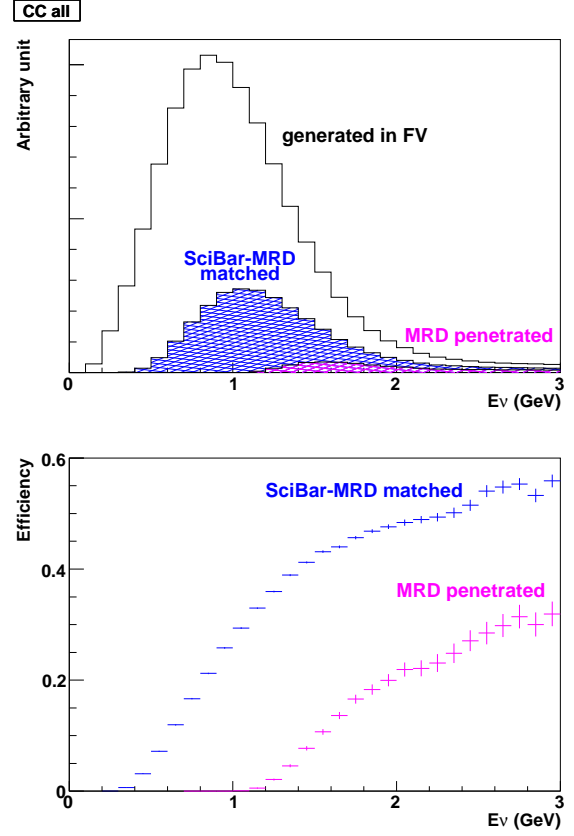 CC all
Arbitrary unit
generated in FV
SciBar-MRD
matched
MRD penetrated
0 1 2 3
Eν (GeV)
Efficiency
0.6
SciBar-MRD matched
0.4
MRD penetrated
0.2
0
0 1 2 3
Eν (GeV)